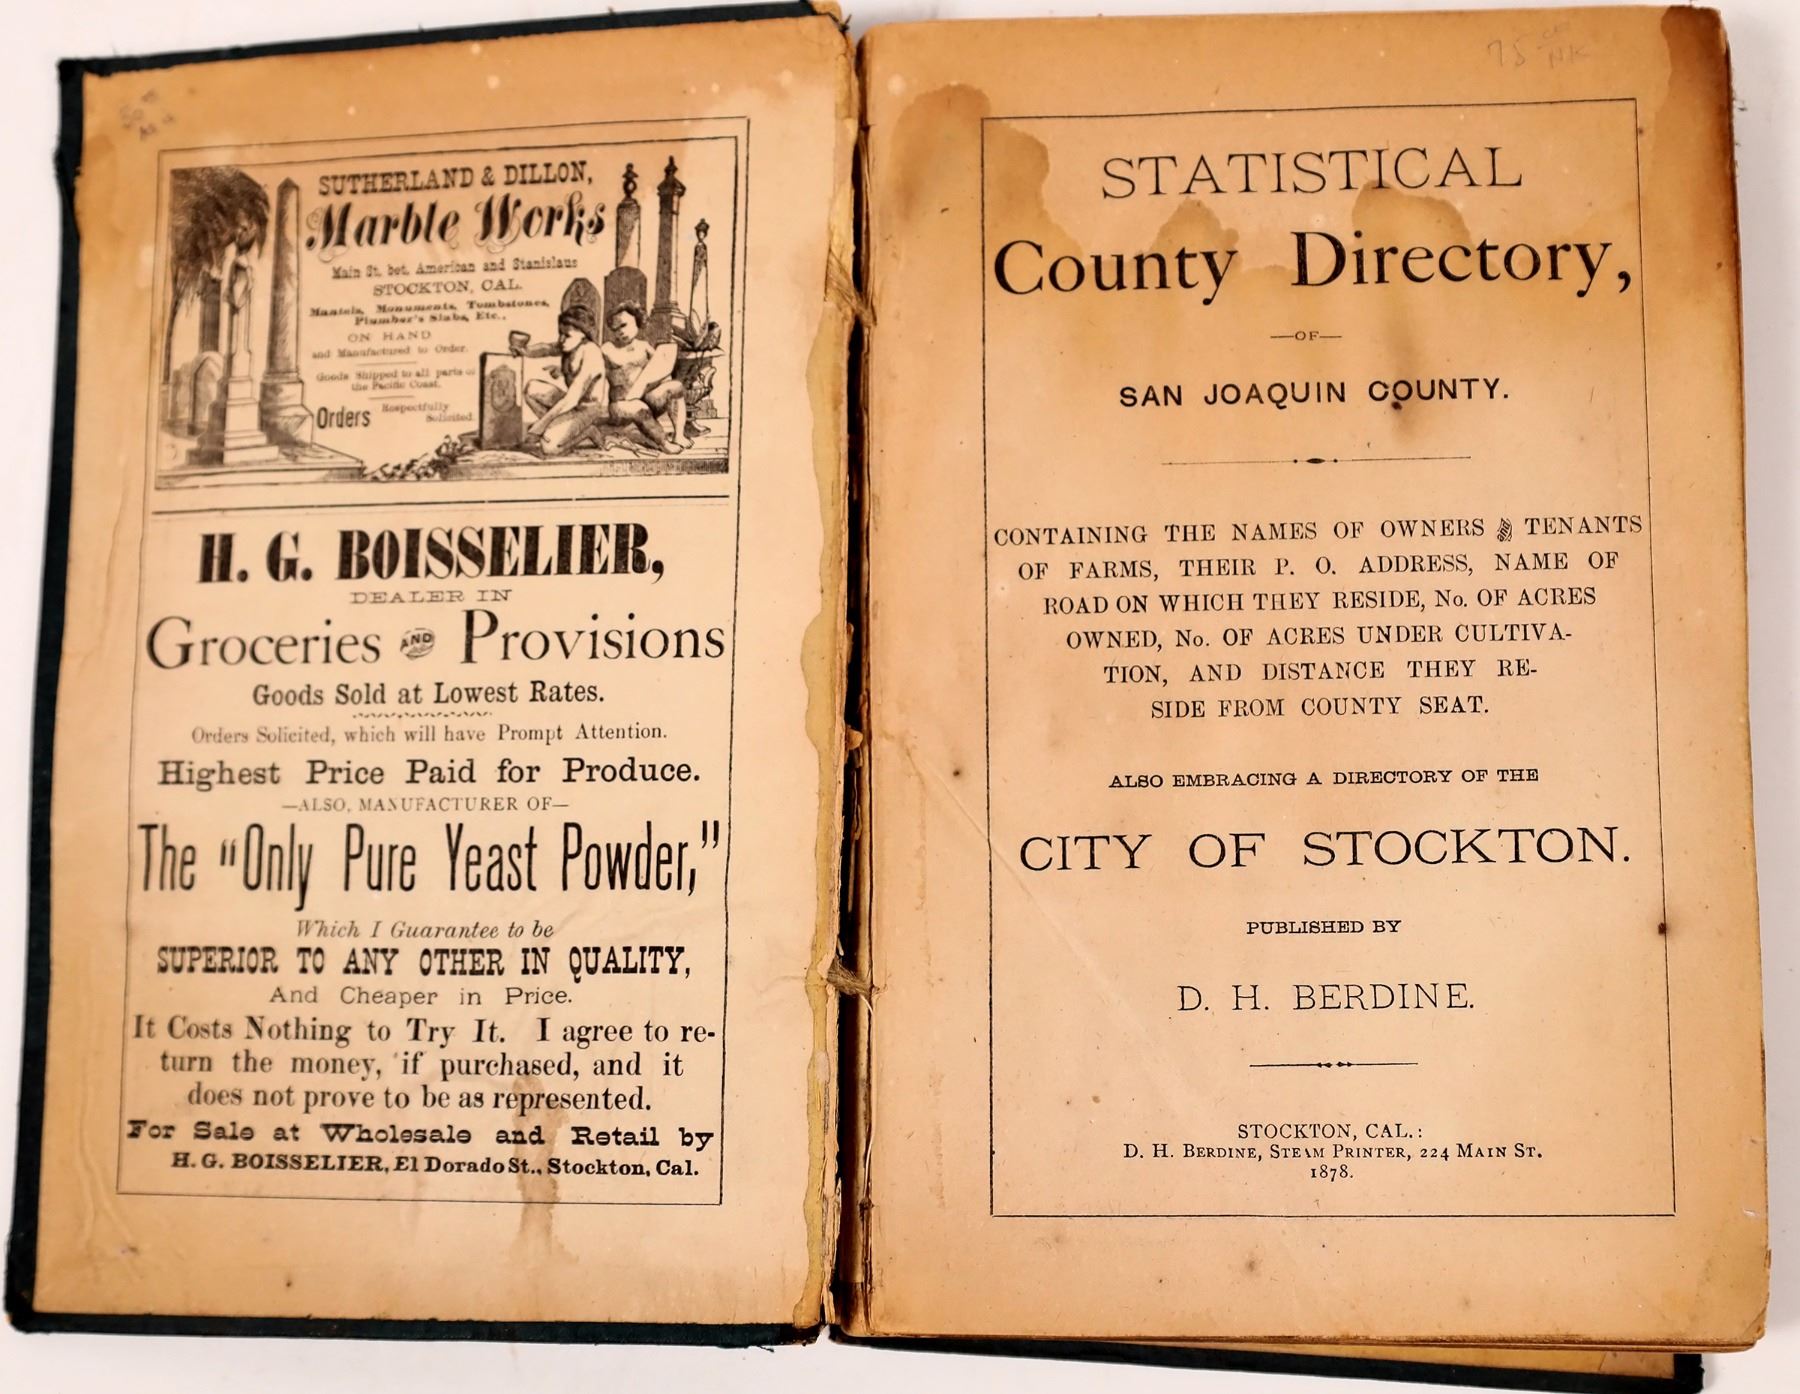 SUTHERLAND & DILLON,
Marble Works
Main St. bet. American and Stanislaus
STOCKTON, CAL.
Mantels, Monuments, Tombstones,
Plumber's Slabs, Etc.,
ON HAND
and Manufactured to Order.
Goods Shipped to all parts of
the Pacific Coast.
Orders Respectfully
Solicited.
H. G. BOISSELIER,
DEALER IN
Groceries AND Provisions
Goods Sold at Lowest Rates.
Orders Solicited, which will have Prompt Attention.
Highest Price Paid for Produce.
—ALSO, MANUFACTURER OF—
The "Only Pure Yeast Powder,"
Which I Guarantee to be
SUPERIOR TO ANY OTHER IN QUALITY,
And Cheaper in Price.
It Costs Nothing to Try It. I agree to re-
turn the money, if purchased, and it
does not prove to be as represented.
For Sale at Wholesale and Retail by
H. G. BOISSELIER, El Dorado St., Stockton, Cal.
75
STATISTICAL
County Directory,
—OF—
SAN JOAQUIN COUNTY.
CONTAINING THE NAMES OF OWNERS AND TENANTS
OF FARMS, THEIR P. O. ADDRESS, NAME OF
ROAD ON WHICH THEY RESIDE, No. OF ACRES
OWNED, No. OF ACRES UNDER CULTIVA-
TION, AND DISTANCE THEY RE-
SIDE FROM COUNTY SEAT.
ALSO EMBRACING A DIRECTORY OF THE
CITY OF STOCKTON.
PUBLISHED BY
D. H. BERDINE.
STOCKTON, CAL.:
D. H. BERDINE, STEAM PRINTER, 224 MAIN ST.
1878.